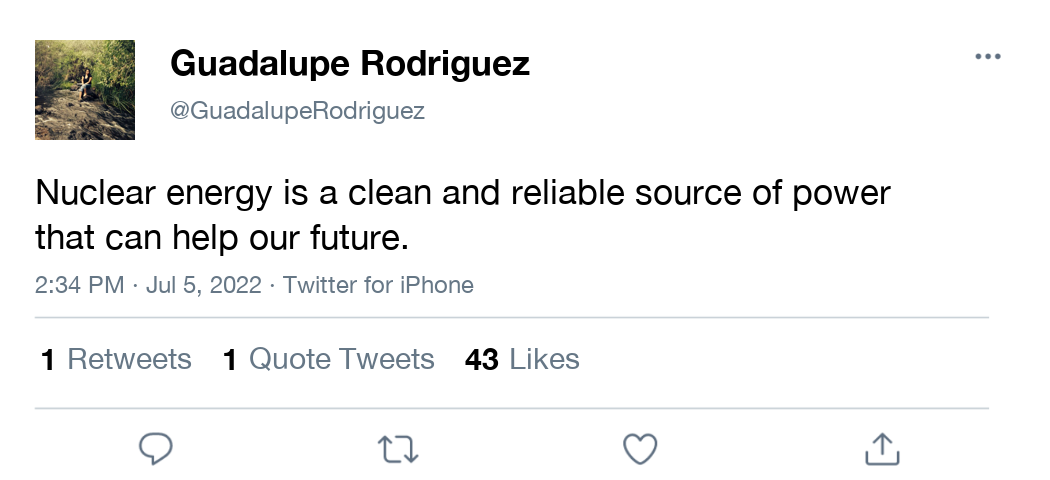 Guadalupe Rodriguez
@GuadalupeRodriguez
Nuclear energy is a clean and reliable source of power
that can help our future.
2:34 PM · Jul 5, 2022 · Twitter for iPhone
1 Retweets 1 Quote Tweets 43 Likes